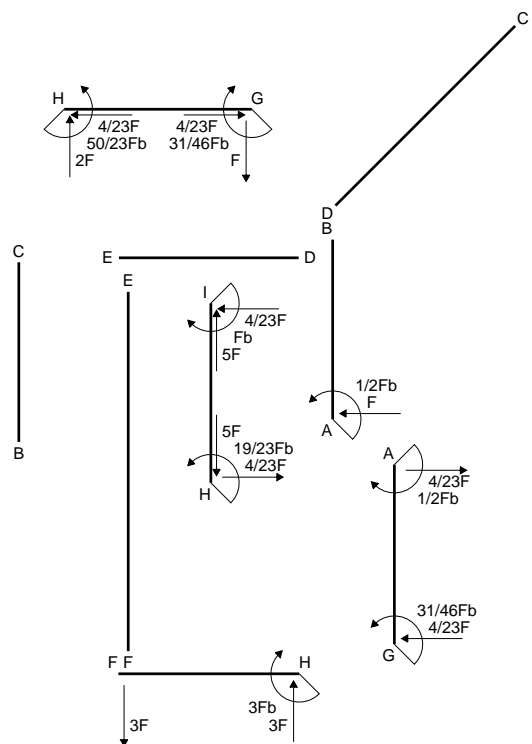 C
H
G
4/23F
50/23Fb
2F
4/23F
31/46Fb
F
D
B
C
E
D
E
I
4/23F
Fb
5F
1/2Fb
F
A
B
5F
19/23Fb
4/23F
H
A
4/23F
1/2Fb
31/46Fb
4/23F
G
F F
H
3Fb
3F
3F